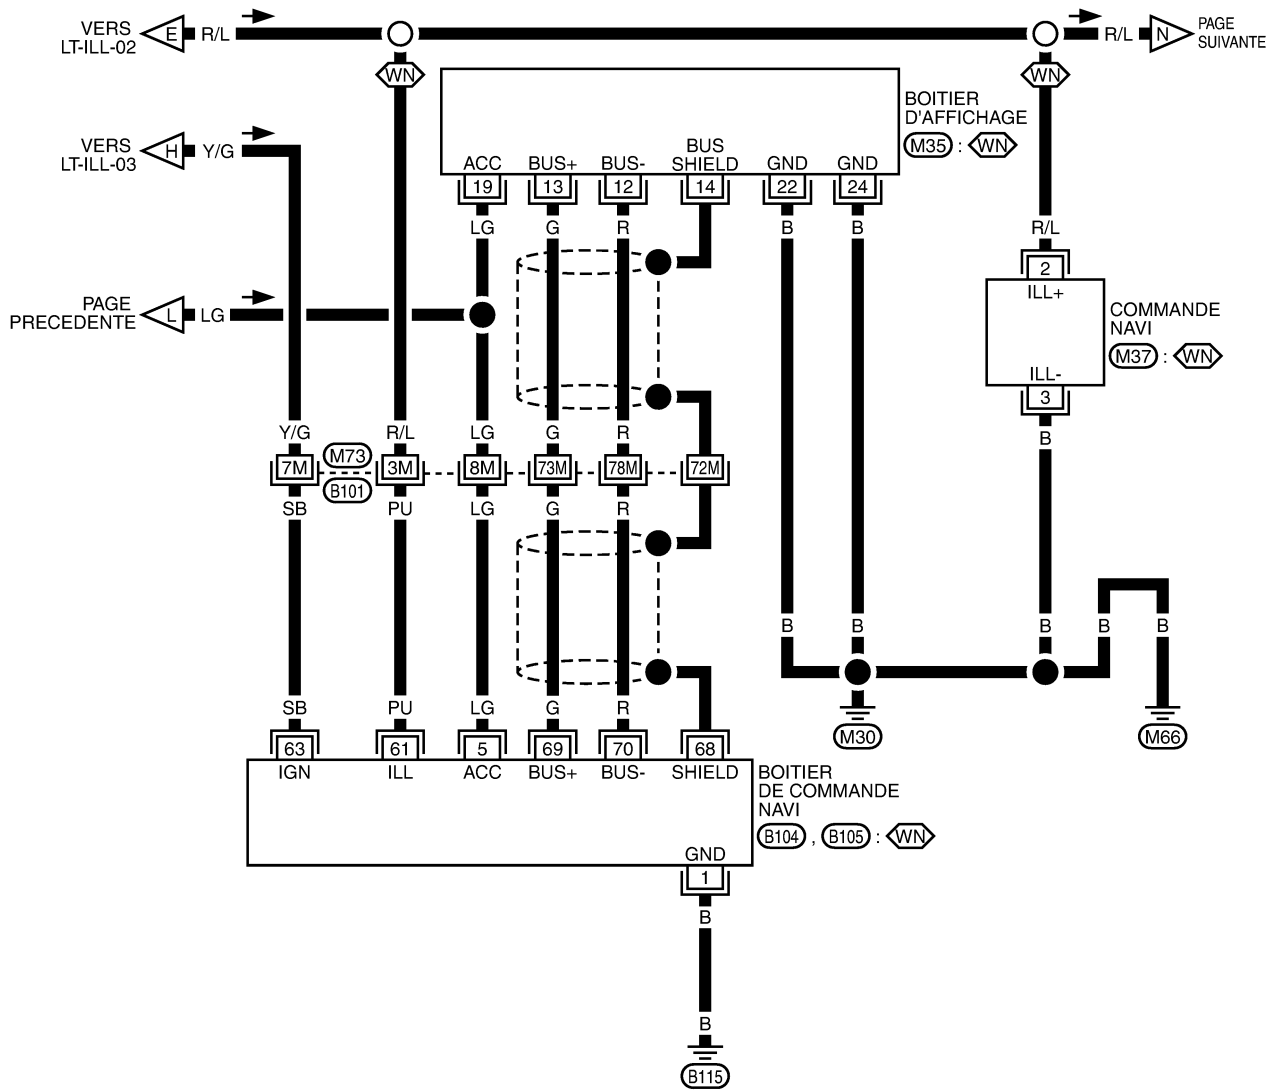 VERS
LT-ILL-02
E
R/L
R/L
N
PAGE
SUIVANTE
WN
WN
BOITIER
D'AFFICHAGE
M35 : WN
VERS
LT-ILL-03
H
Y/G
ACC
BUS+
BUS-
BUS
SHIELD
GND
GND
19
13
12
14
22
24
LG
G
R
B
B
R/L
2
ILL+
COMMANDE
NAVI
M37 : WN
ILL-
3
B
PAGE
PRECEDENTE
L
LG
Y/G
R/L
LG
G
R
7M
M73
B101
3M
8M
73M
78M
72M
SB
PU
LG
G
R
B
B
B
B
B
M30
M66
SB
PU
LG
G
R
63
61
5
69
70
68
IGN
ILL
ACC
BUS+
BUS-
SHIELD
BOITIER
DE COMMANDE
NAVI
B104 , B105 : WN
GND
1
B
B
B115